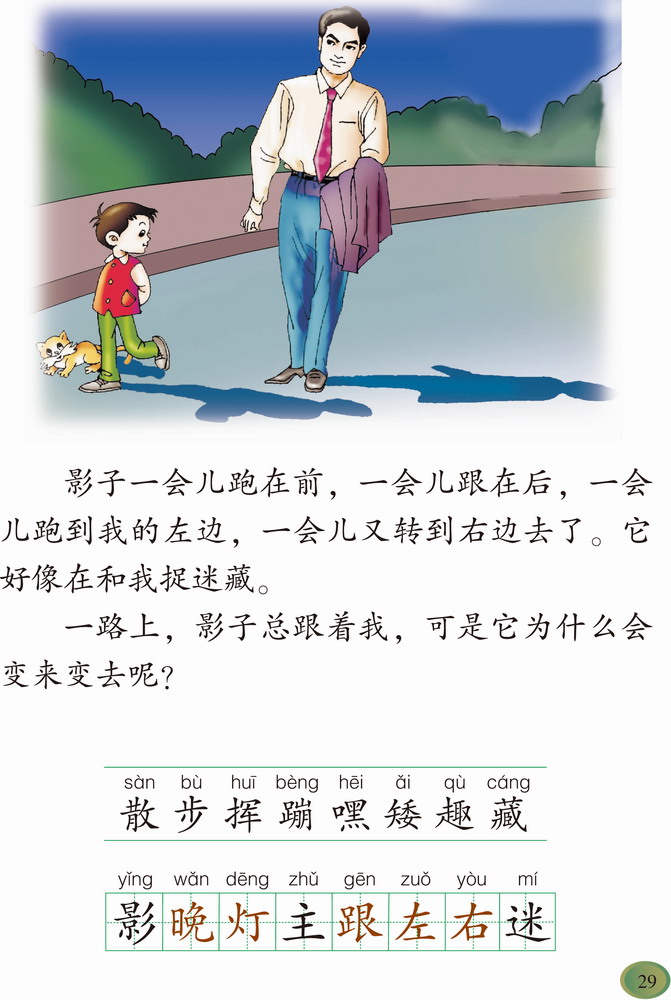 影子一会儿跑在前，一会儿跟在后，一会
儿跑到我的左边，一会儿又转到右边去了。它
好像在和我捉迷藏。
一路上，影子总跟着我，可是它为什么会
变来变去呢？
sàn bù huī bèng hēi ǎi qù cáng
散 步 挥 蹦 嘿 矮 趣 藏
yǐng wǎn dēng zhǔ gēn zuǒ yòu mí
影 晚 灯 主 跟 左 右 迷
29